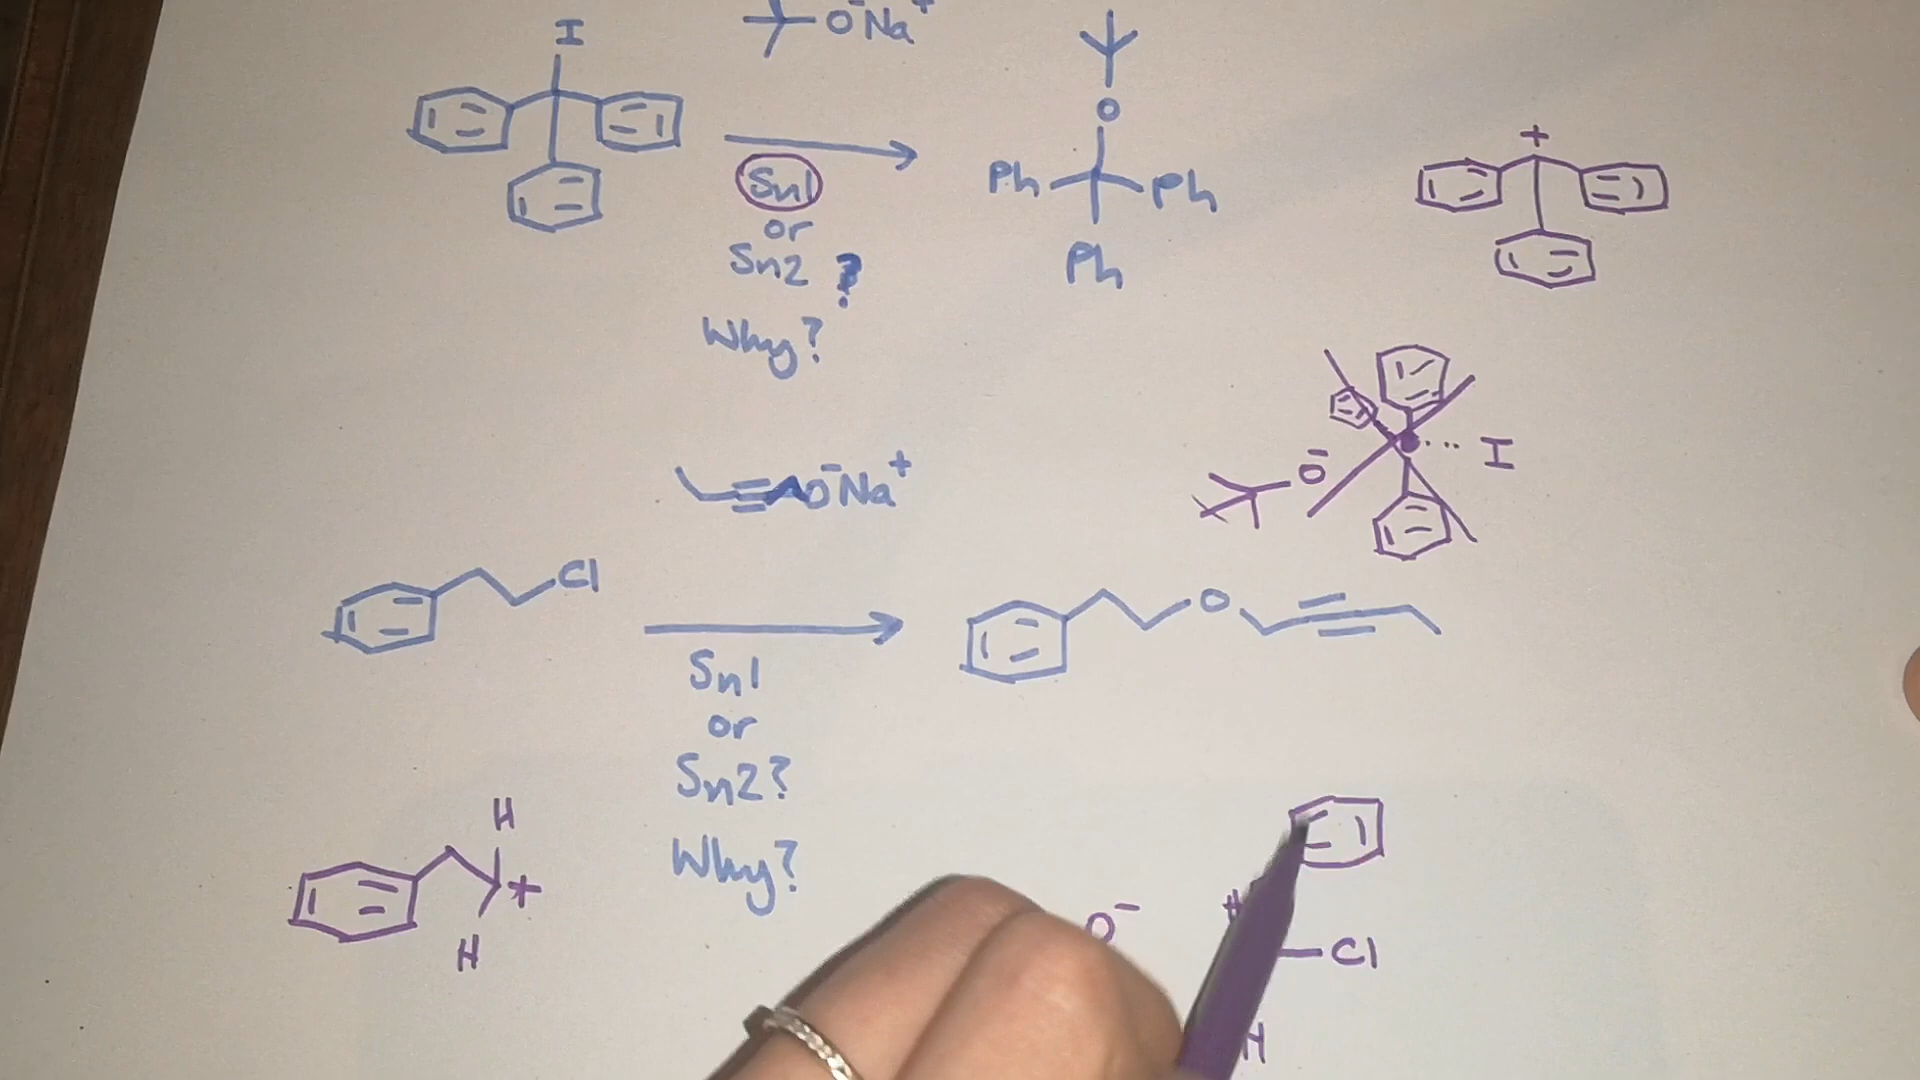 I
O⁻Na⁺
O
Sn1
or
Sn2 ?
Why?
Ph Ph
Ph
+
O⁻ I
O⁻Na⁺
Cl
O
Sn1
or
Sn2?
Why?
H
+
H
O⁻
H
Cl
H